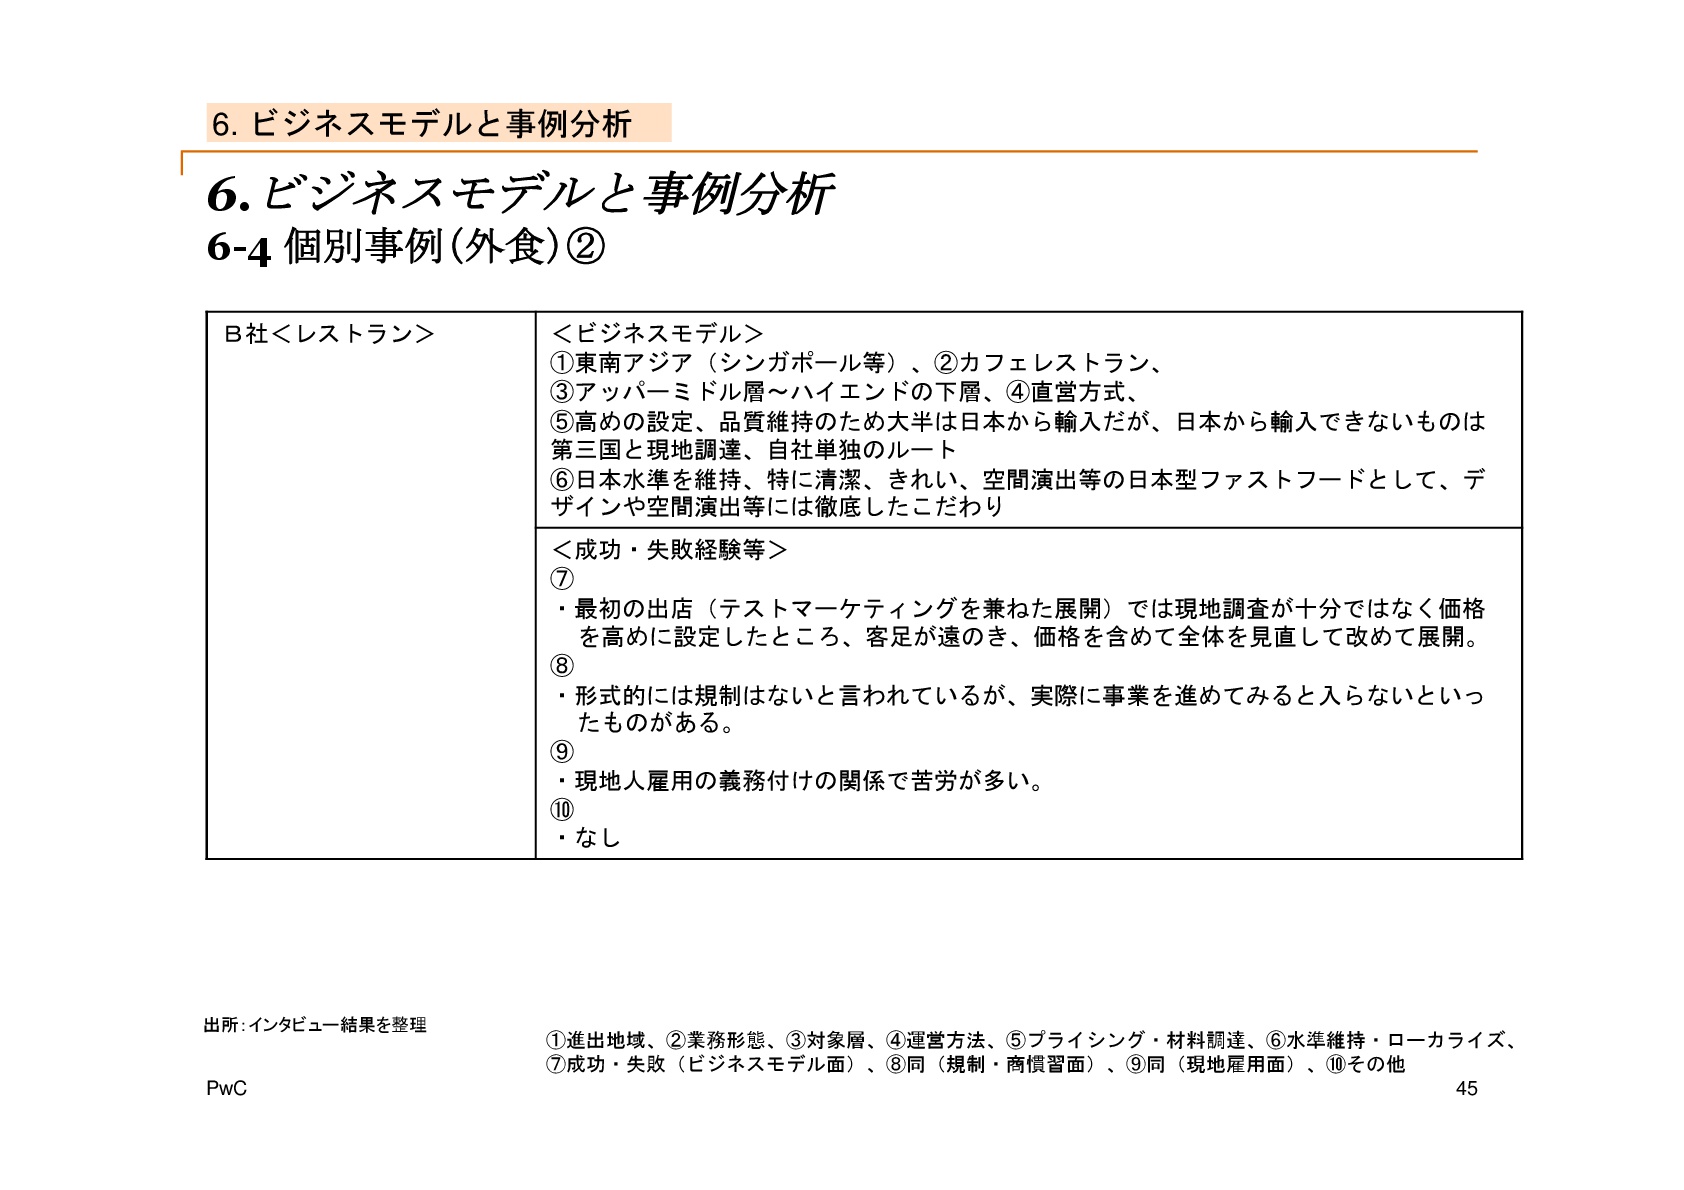 6. ビジネスモデルと事例分析
6.ビジネスモデルと事例分析
6-4 個別事例(外食)②
B社＜レストラン＞
＜ビジネスモデル＞
①東南アジア（シンガポール等）、②カフェレストラン、
③アッパーミドル層～ハイエンドの下層、④直営方式、
⑤高めの設定、品質維持のため大半は日本から輸入だが、日本から輸入できないものは
第三国と現地調達、自社単独のルート
⑥日本水準を維持、特に清潔、きれい、空間演出等の日本型ファストフードとして、デ
ザインや空間演出等には徹底したこだわり
＜成功・失敗経験等＞
⑦
・最初の出店（テストマーケティングを兼ねた展開）では現地調査が十分ではなく価格
を高めに設定したところ、客足が遠のき、価格を含めて全体を見直して改めて展開。
⑧
・形式的には規制はないと言われているが、実際に事業を進めてみると入らないといっ
たものがある。
⑨
・現地人雇用の義務付けの関係で苦労が多い。
⑩
・なし
出所:インタビュー結果を整理
①進出地域、②業務形態、③対象層、④運営方法、⑤プライシング・材料調達、⑥水準維持・ローカライズ、
⑦成功・失敗（ビジネスモデル面）、⑧同（規制・商慣習面）、⑨同（現地雇用面）、⑩その他
PwC
45